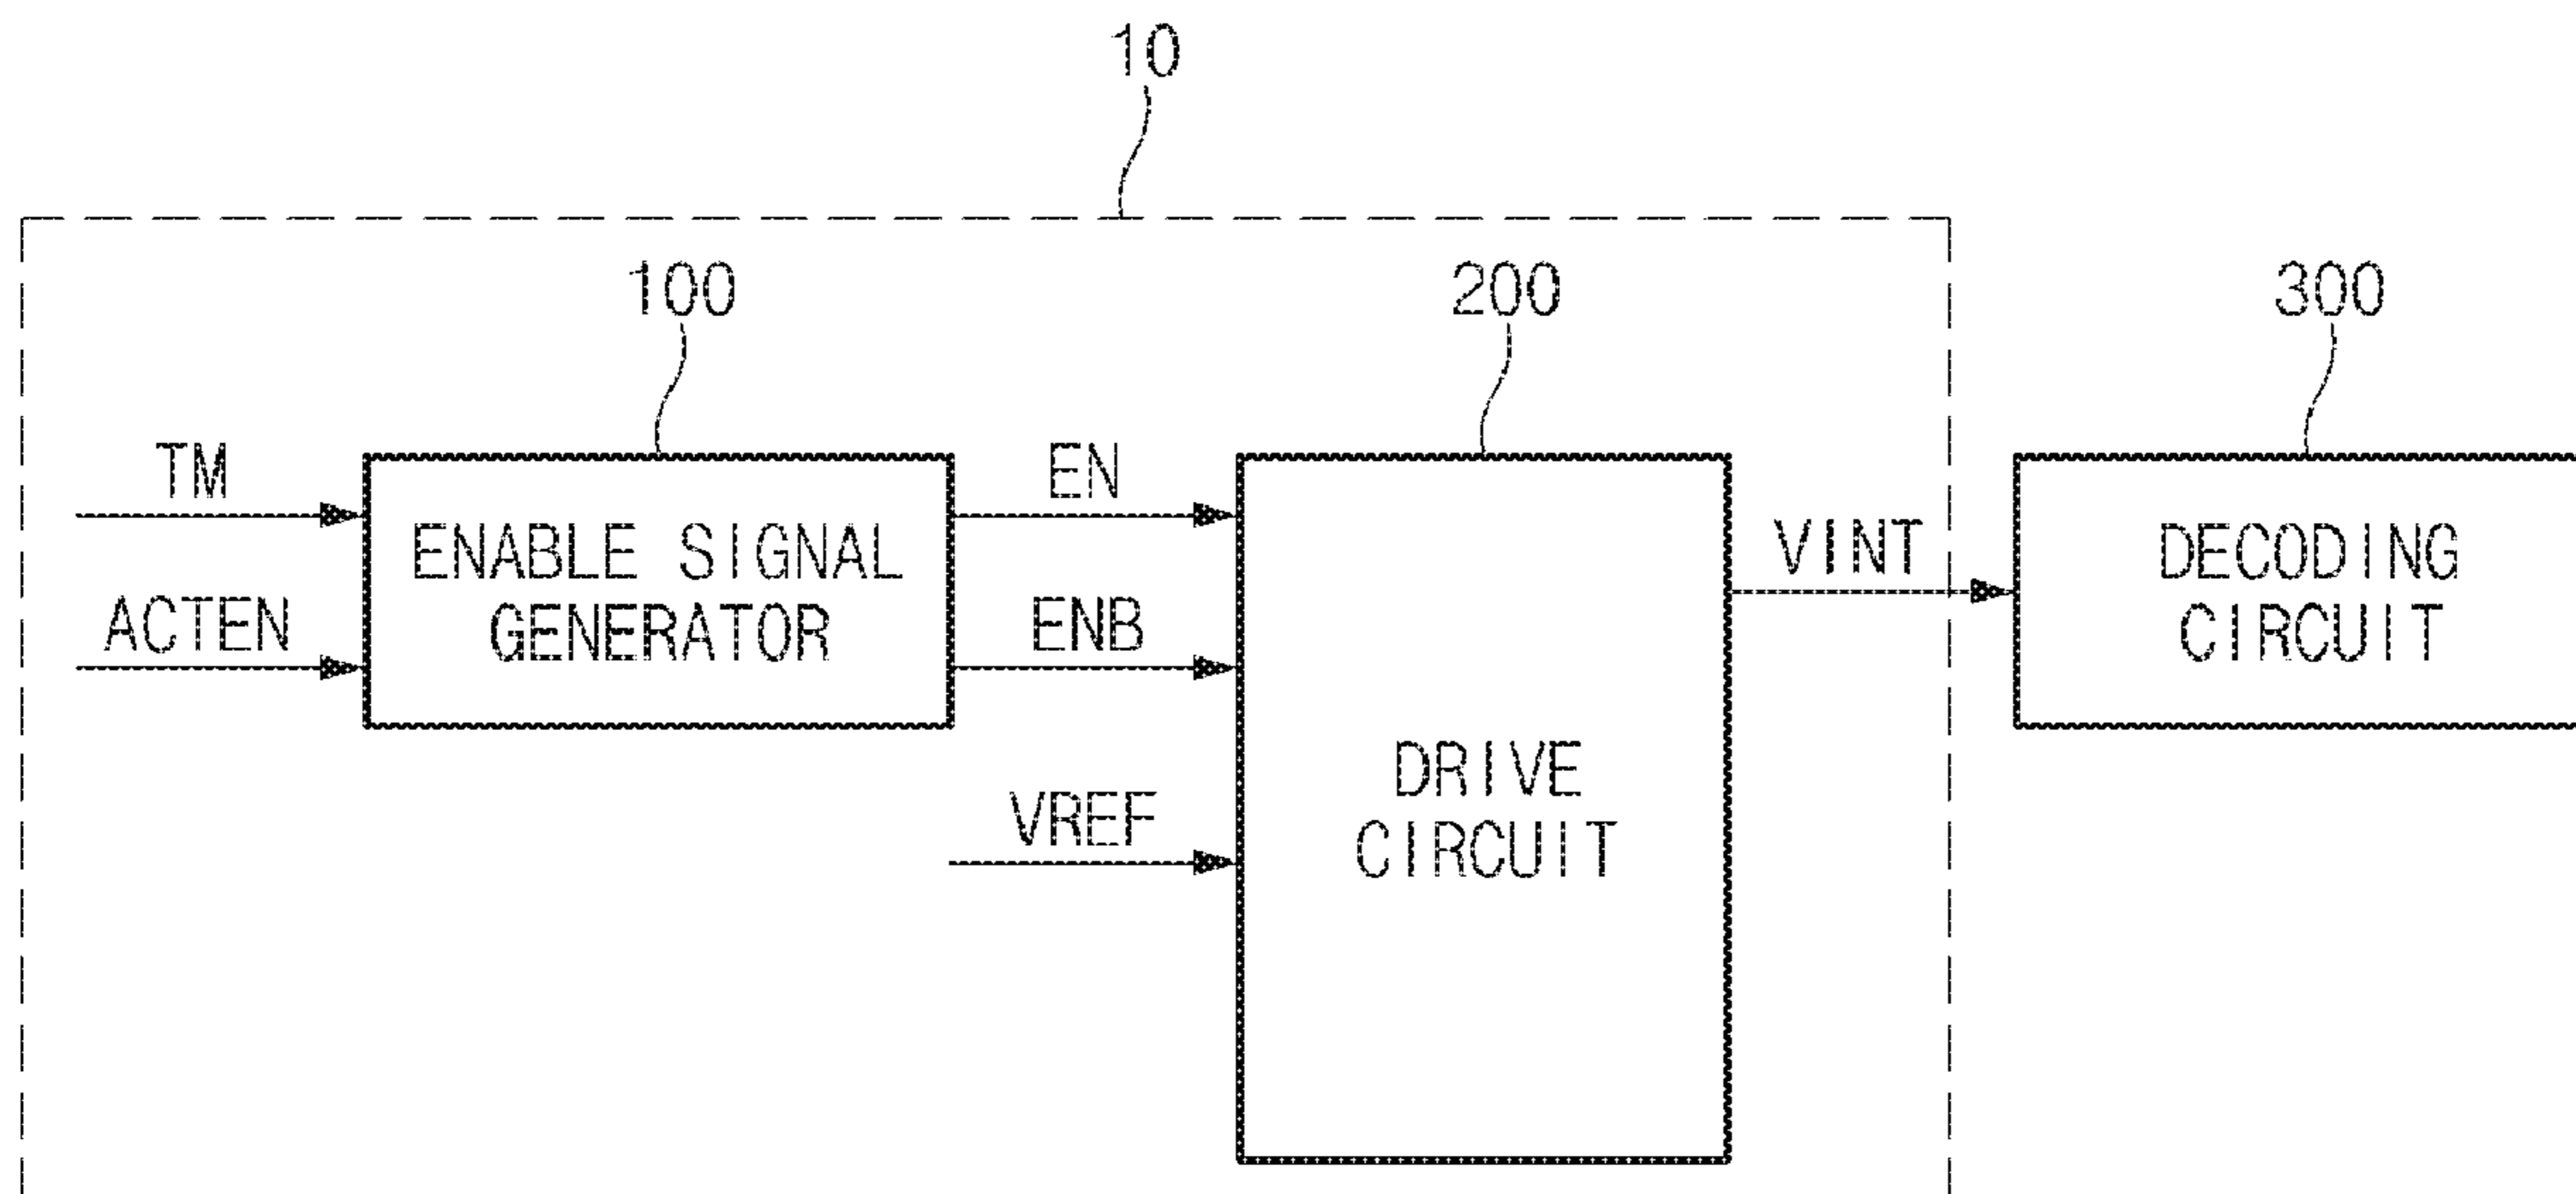 10
100
200
300
TM
EN
ENABLE SIGNAL
GENERATOR
VINT
DECODING
CIRCUIT
ACTEN
ENB
DRIVE
CIRCUIT
VREF